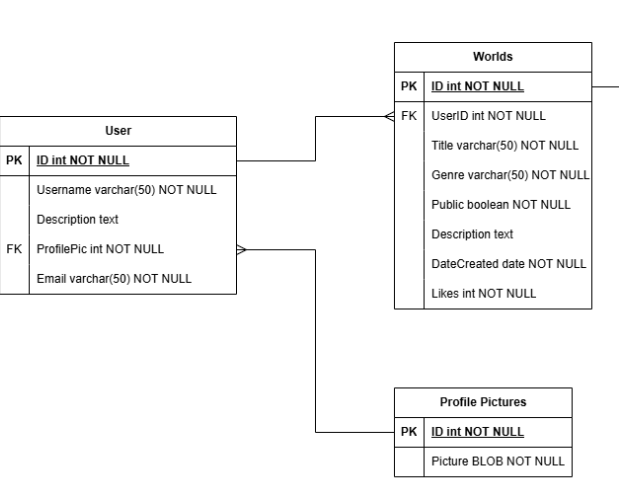 User
PK ID int NOT NULL
Username varchar(50) NOT NULL
Description text
FK ProfilePic int NOT NULL
Email varchar(50) NOT NULL
Worlds
PK ID int NOT NULL
FK UserID int NOT NULL
Title varchar(50) NOT NULL
Genre varchar(50) NOT NULL
Public boolean NOT NULL
Description text
DateCreated date NOT NULL
Likes int NOT NULL
Profile Pictures
PK ID int NOT NULL
Picture BLOB NOT NULL